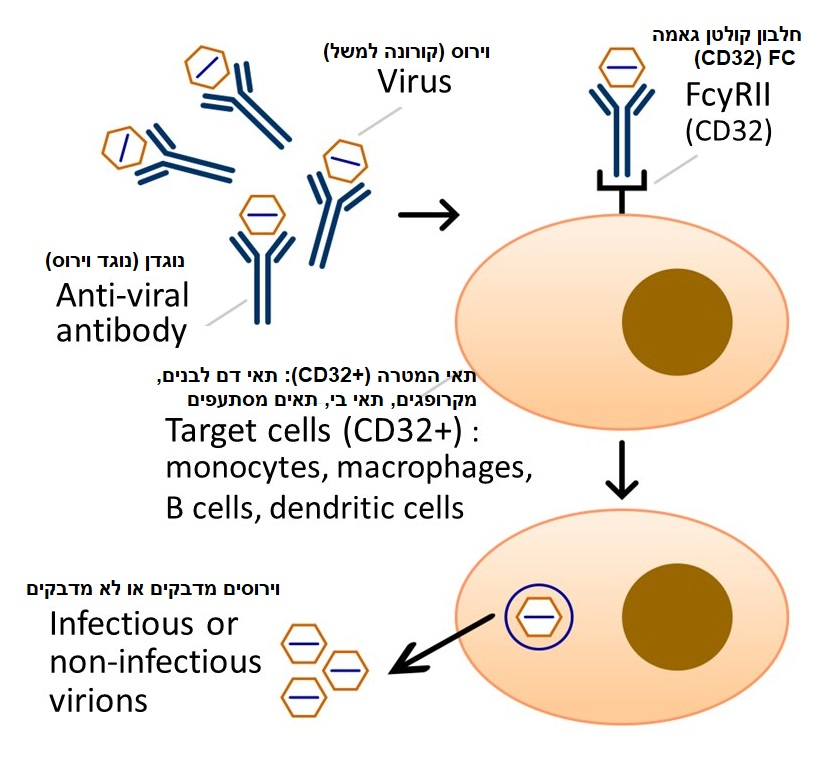 וירוס (קורונה למשל)
Virus
חלבון קולטן גאמה
FC (CD32)
FcyRII
(CD32)
נוגדן (נוגד וירוס)
Anti-viral
antibody
תאי המטרה (CD32+): תאי דם לבנים,
מקרופגים, תאי בי, תאים מסתעפים
Target cells (CD32+) :
monocytes, macrophages,
B cells, dendritic cells
וירוסים מדבקים או לא מדבקים
Infectious or
non-infectious
virions